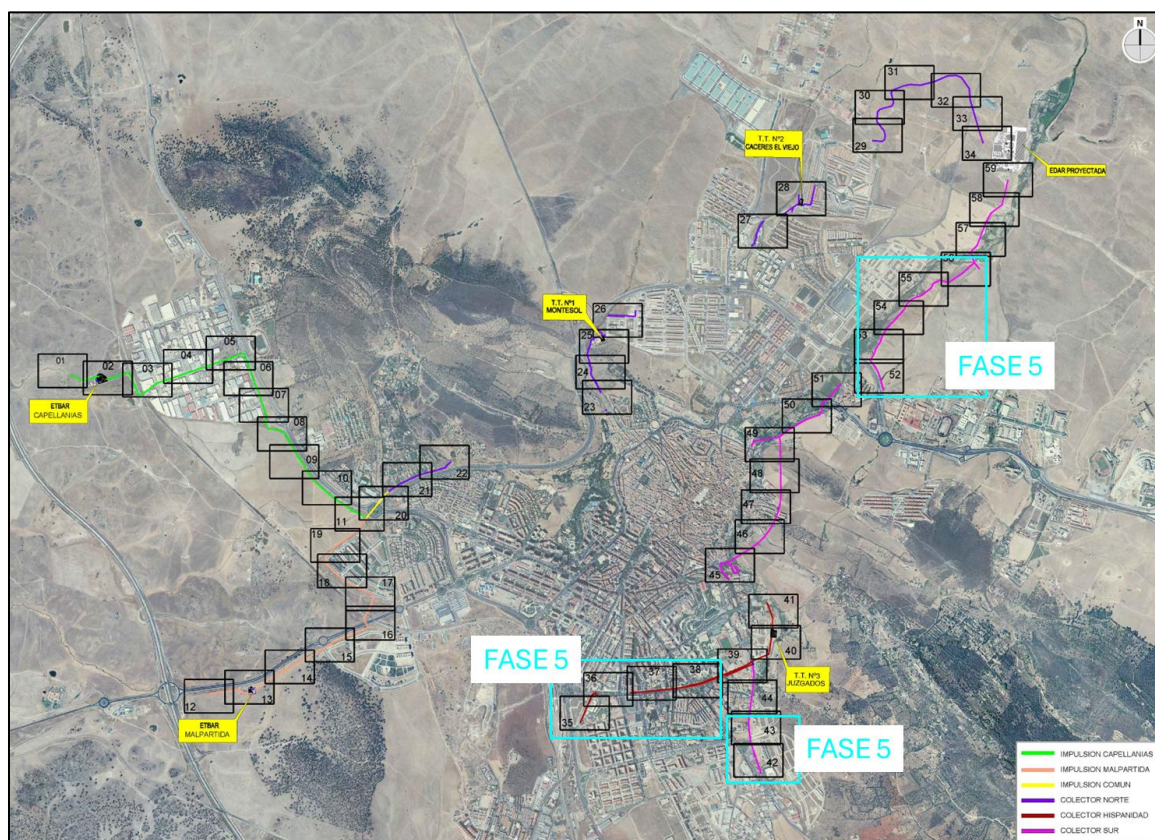 N
31
30
32
33
29
34
T.T. Nº2
CACERES EL VIEJO
EDAR PROYECTADA
59
58
28
27
57
56
55
54
53
52
FASE 5
T.T. Nº1
MONTESOL
26
25
24
23
01
02
03
04
05
06
07
08
09
10
11
ETBAR
CAPELLANIAS
51
50
49
48
47
46
45
22
21
20
19
18
17
16
15
14
13
12
ETBAR
MALPARTIDA
41
40
39
38
37
36
35
FASE 5
T.T. Nº3
JUZGADOS
44
43
42
FASE 5
IMPULSION CAPELLANIAS
IMPULSION MALPARTIDA
IMPULSION COMUN
COLECTOR NORTE
COLECTOR HISPANIDAD
COLECTOR SUR